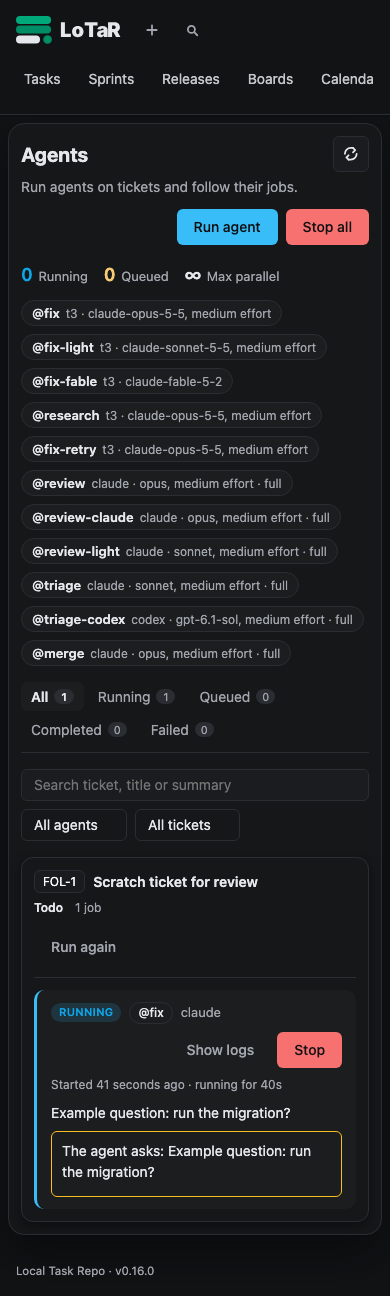 LoTaR
Tasks Sprints Releases Boards Calenda
Agents
Run agents on tickets and follow their jobs.
Run agent Stop all
0 Running 0 Queued ∞ Max parallel
@fix t3 · claude-opus-5-5, medium effort
@fix-light t3 · claude-sonnet-5-5, medium effort
@fix-fable t3 · claude-fable-5-2
@research t3 · claude-opus-5-5, medium effort
@fix-retry t3 · claude-opus-5-5, medium effort
@review claude · opus, medium effort · full
@review-claude claude · opus, medium effort · full
@review-light claude · sonnet, medium effort · full
@triage claude · sonnet, medium effort · full
@triage-codex codex · gpt-6.1-sol, medium effort · full
@merge claude · opus, medium effort · full
All 1 Running 1 Queued 0
Completed 0 Failed 0
Search ticket, title or summary
All agents All tickets
FOL-1 Scratch ticket for review
Todo 1 job
Run again
RUNNING @fix claude
Show logs Stop
Started 41 seconds ago · running for 40s
Example question: run the migration?
The agent asks: Example question: run
the migration?
Local Task Repo · v0.16.0